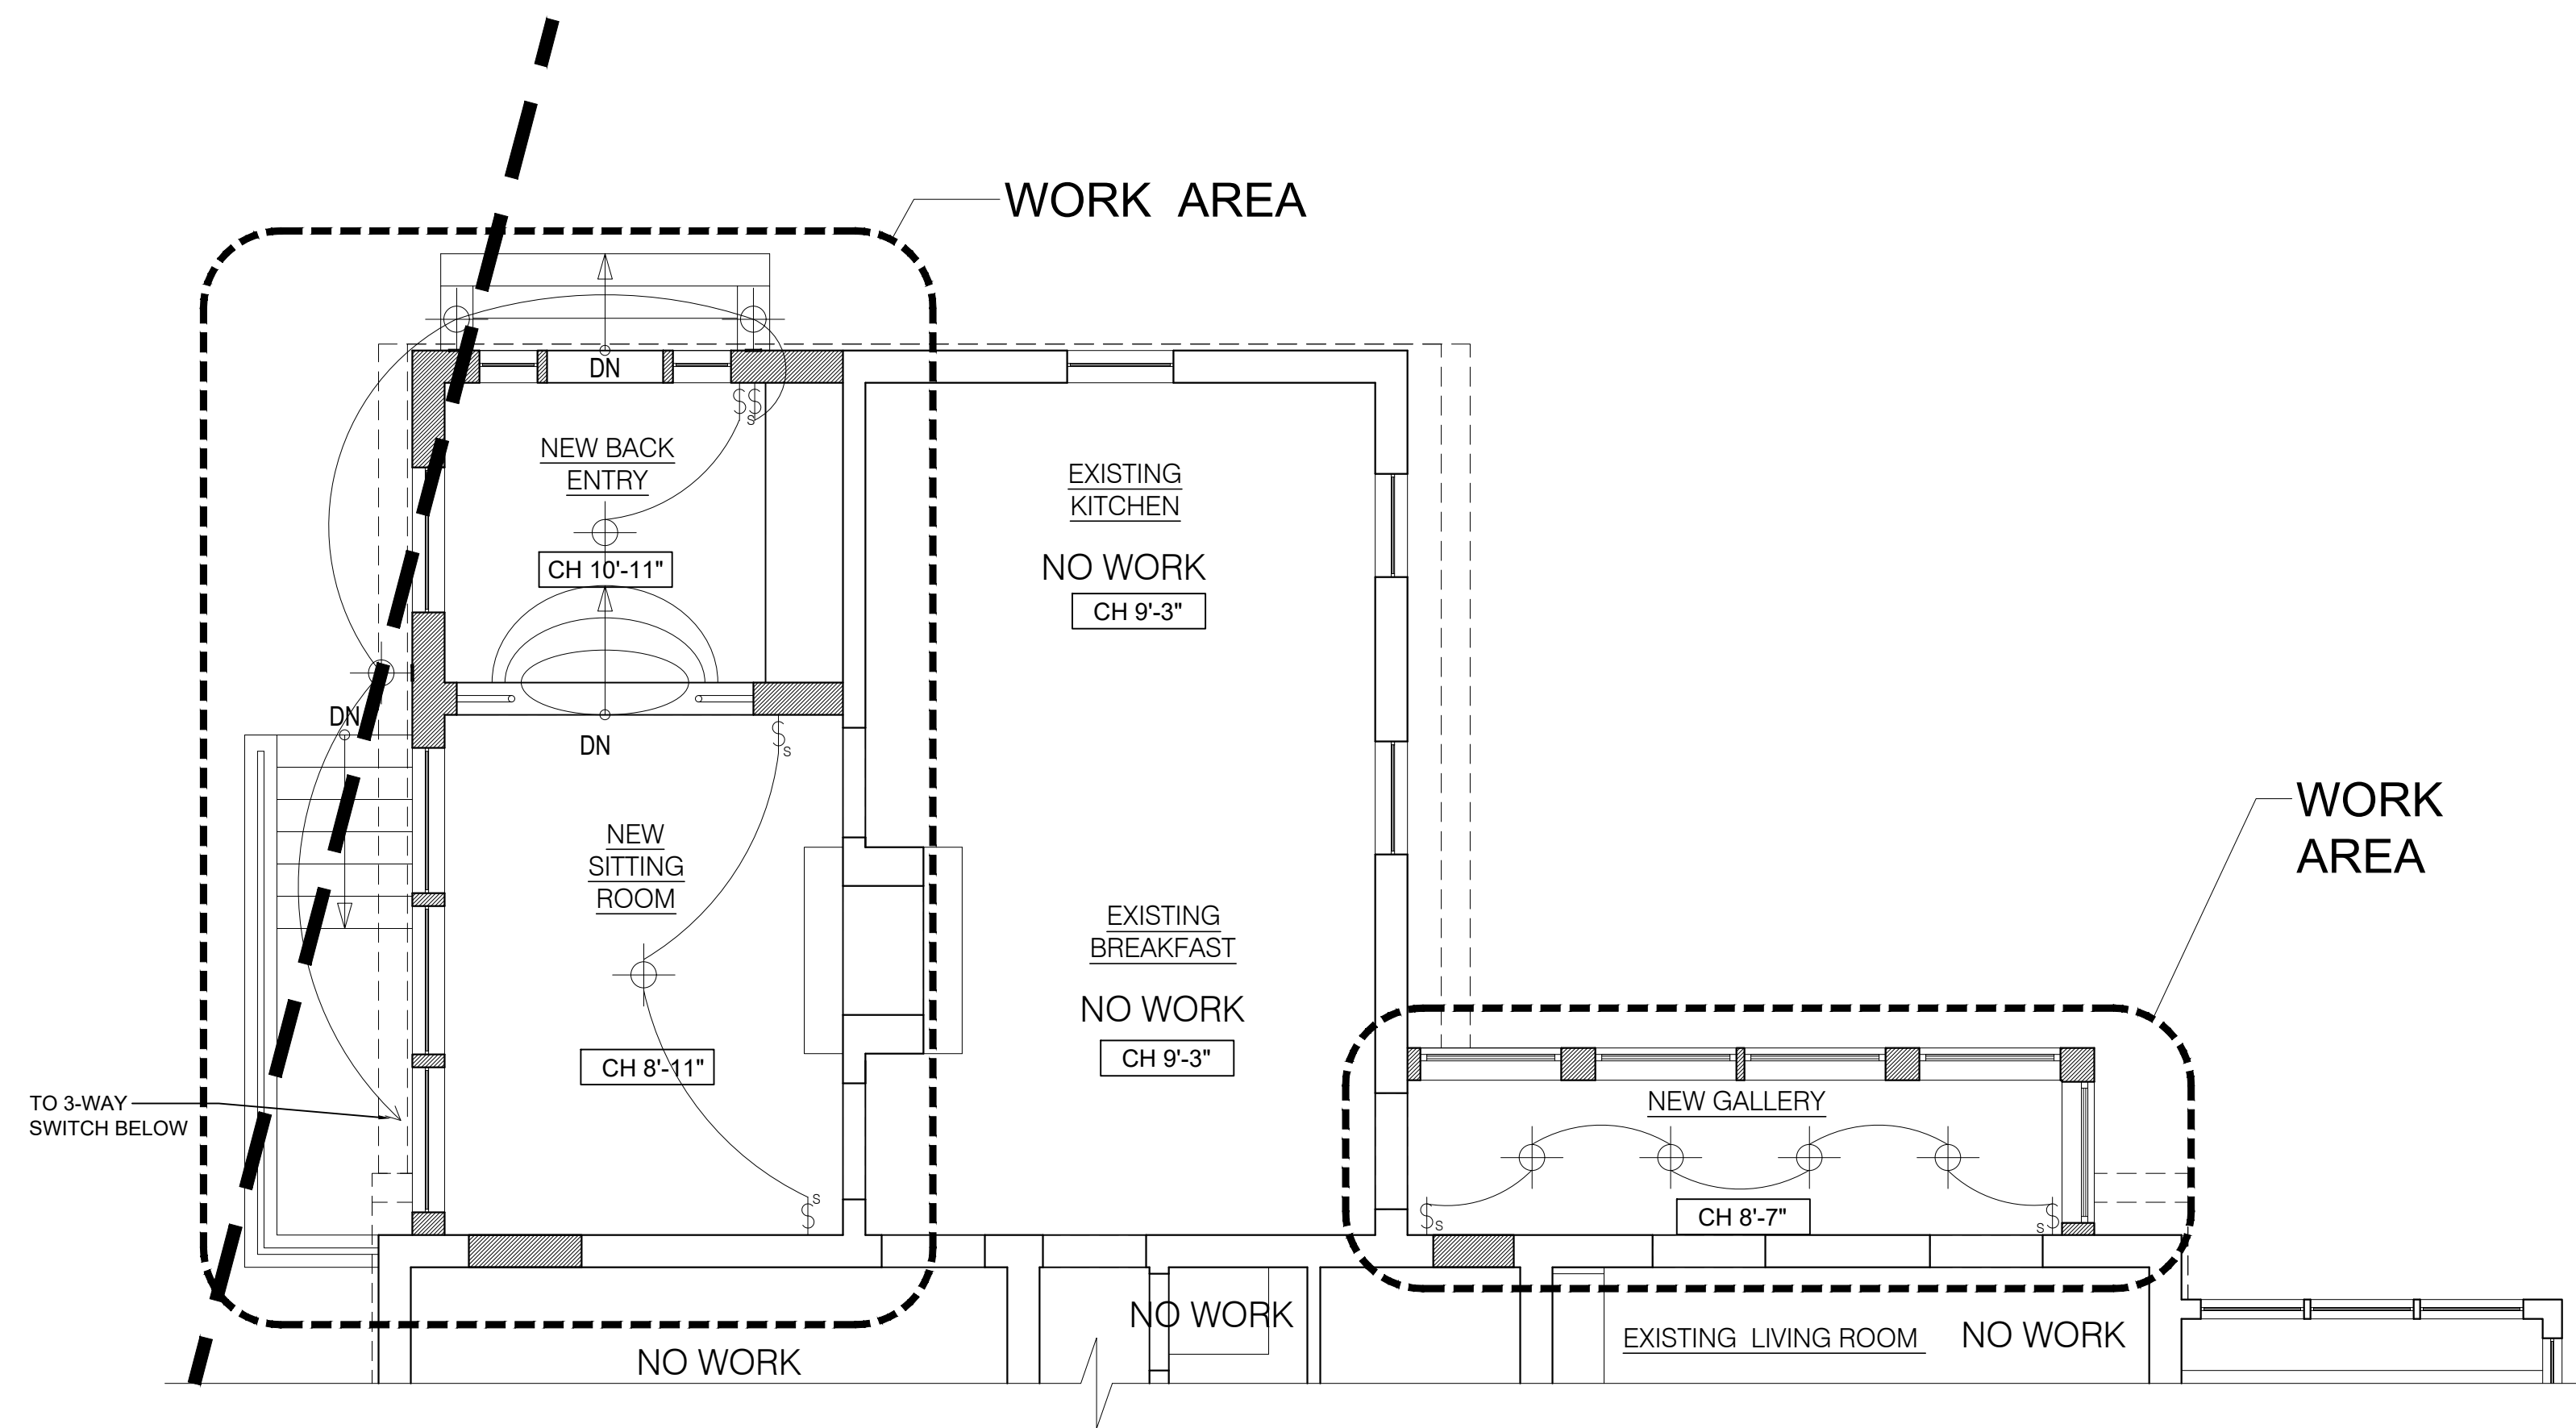 WORK AREA
DN
$$
S
NEW BACK
ENTRY
CH 10'-11"
EXISTING
KITCHEN
NO WORK
CH 9'-3"
DN
DN
$
S
NEW
SITTING
ROOM
CH 8'-11"
EXISTING
BREAKFAST
NO WORK
CH 9'-3"
WORK
AREA
TO 3-WAY
SWITCH BELOW
S
$
NEW GALLERY
$S
CH 8'-7"
S$
NO WORK
NO WORK
EXISTING LIVING ROOM NO WORK